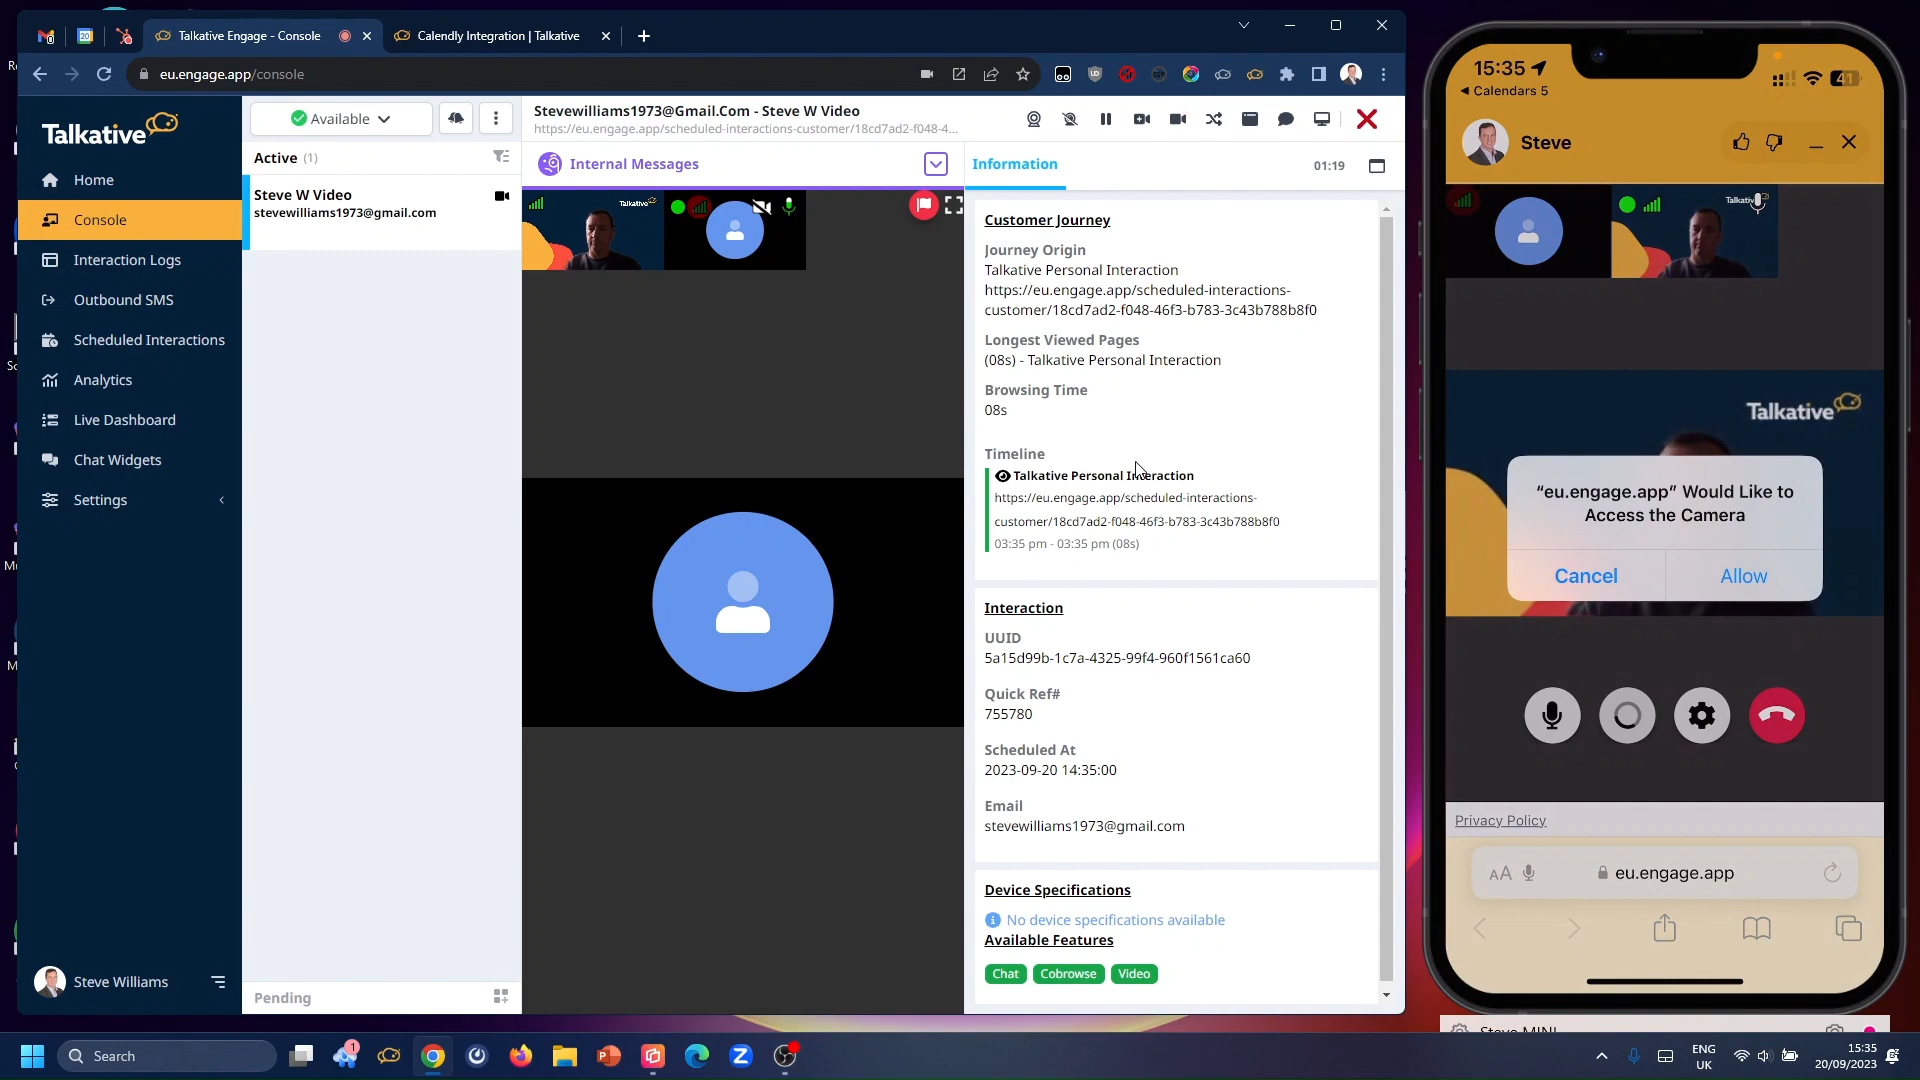 Talkative Engage - Console
Calendly Integration | Talkative
eu.engage.app/console
Talkative
Home
Console
Interaction Logs
Outbound SMS
Scheduled Interactions
Analytics
Live Dashboard
Chat Widgets
Settings
Steve Williams
Available
Active (1)
Steve W Video
stevewilliams1973@gmail.com
Pending
Stevewilliams1973@Gmail.Com - Steve W Video
https://eu.engage.app/scheduled-interactions-customer/18cd7ad2-f048-4...
Internal Messages
Talkative
Information
01:19
Customer Journey
Journey Origin
Talkative Personal Interaction
https://eu.engage.app/scheduled-interactions-
customer/18cd7ad2-f048-46f3-b783-3c43b788b8f0
Longest Viewed Pages
(08s) - Talkative Personal Interaction
Browsing Time
08s
Timeline
Talkative Personal Interaction
https://eu.engage.app/scheduled-interactions-
customer/18cd7ad2-f048-46f3-b783-3c43b788b8f0
03:35 pm - 03:35 pm (08s)
Interaction
UUID
5a15d99b-1c7a-4325-99f4-960f1561ca60
Quick Ref#
755780
Scheduled At
2023-09-20 14:35:00
Email
stevewilliams1973@gmail.com
Device Specifications
No device specifications available
Available Features
Chat Cobrowse Video
15:35
41
Calendars 5
Steve
Talkative
“eu.engage.app” Would Like to
Access the Camera
Cancel Allow
Privacy Policy
AA eu.engage.app
Search
1
ENG
UK
15:35
20/09/2023